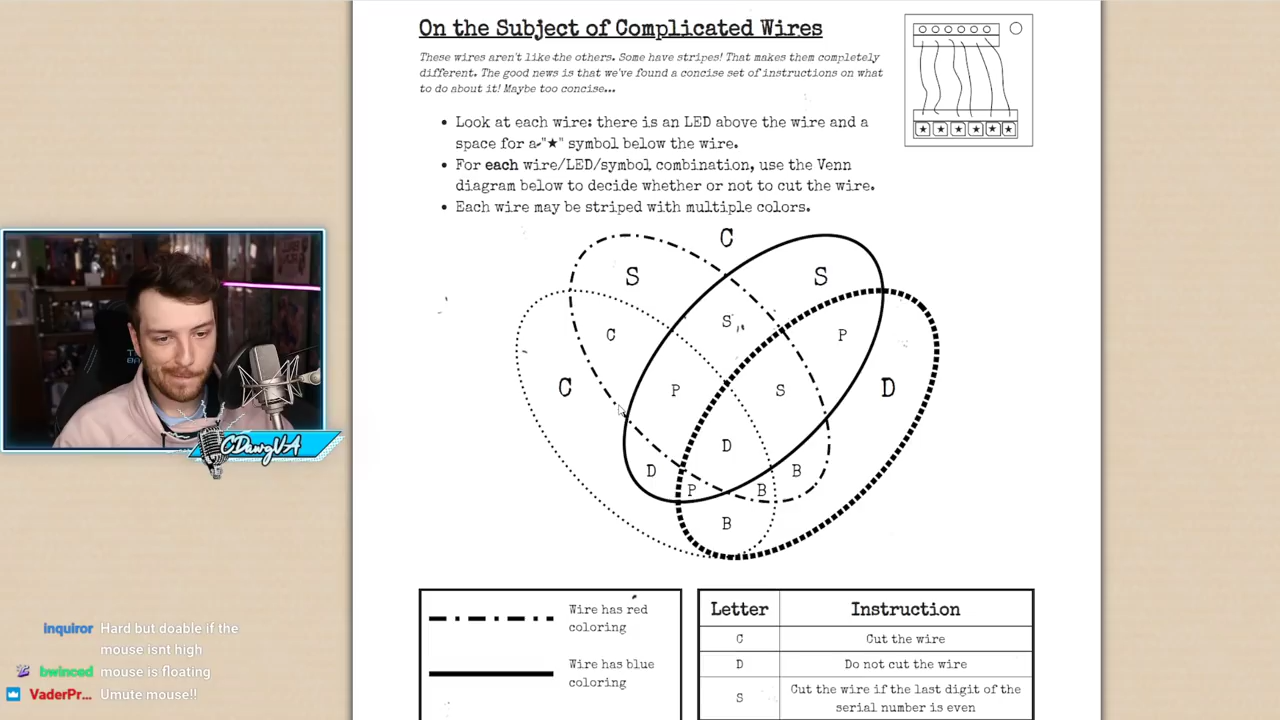 On the Subject of Complicated Wires
These wires aren't like the others. Some have stripes! That makes them completely
different. The good news is that we've found a concise set of instructions on what
to do about it! Maybe too concise...
Look at each wire: there is an LED above the wire and a
space for a "★" symbol below the wire.
For each wire/LED/symbol combination, use the Venn
diagram below to decide whether or not to cut the wire.
Each wire may be striped with multiple colors.
C
S
S
S
C
P
C
P
S
D
D
D
B
P
B
B
Wire has red
coloring
Wire has blue
coloring
Letter Instruction
C Cut the wire
D Do not cut the wire
S Cut the wire if the last digit of the
serial number is even
CDawgVA
inquiror Hard but doable if the
mouse isnt high
bwinced mouse is floating
VaderPr... Umute mouse!!